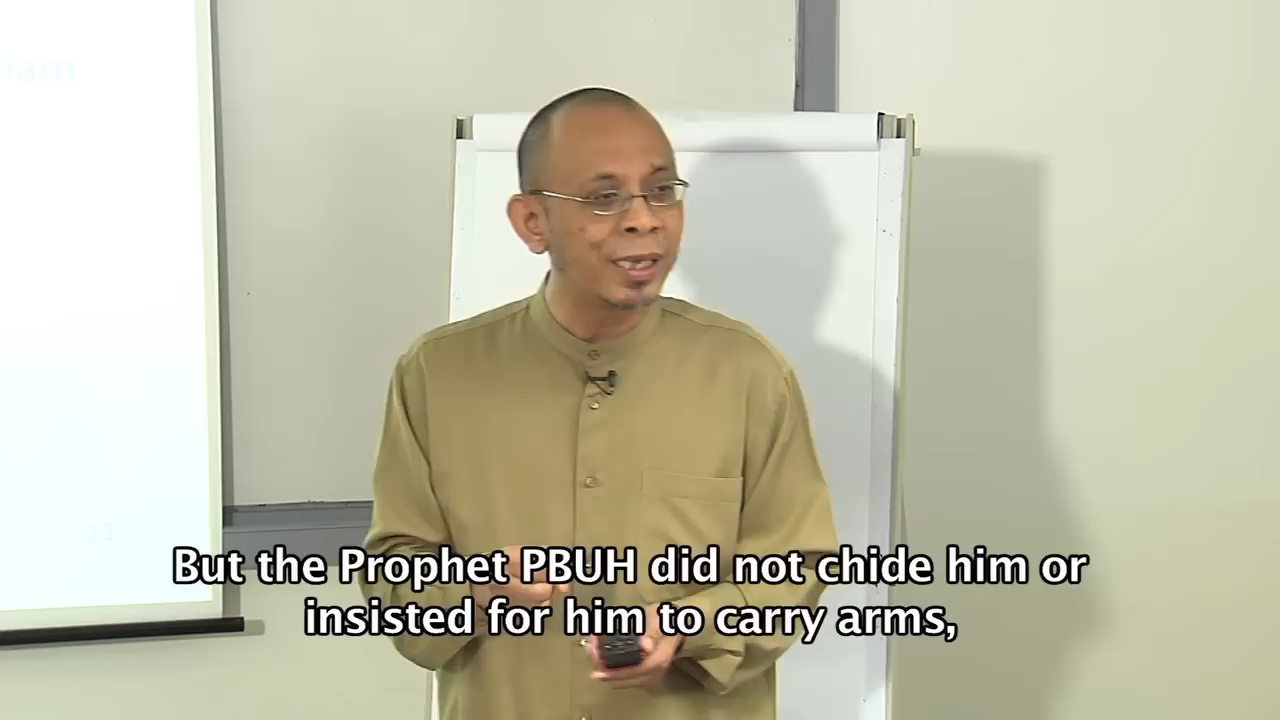 But the Prophet PBUH did not chide him or
insisted for him to carry arms,